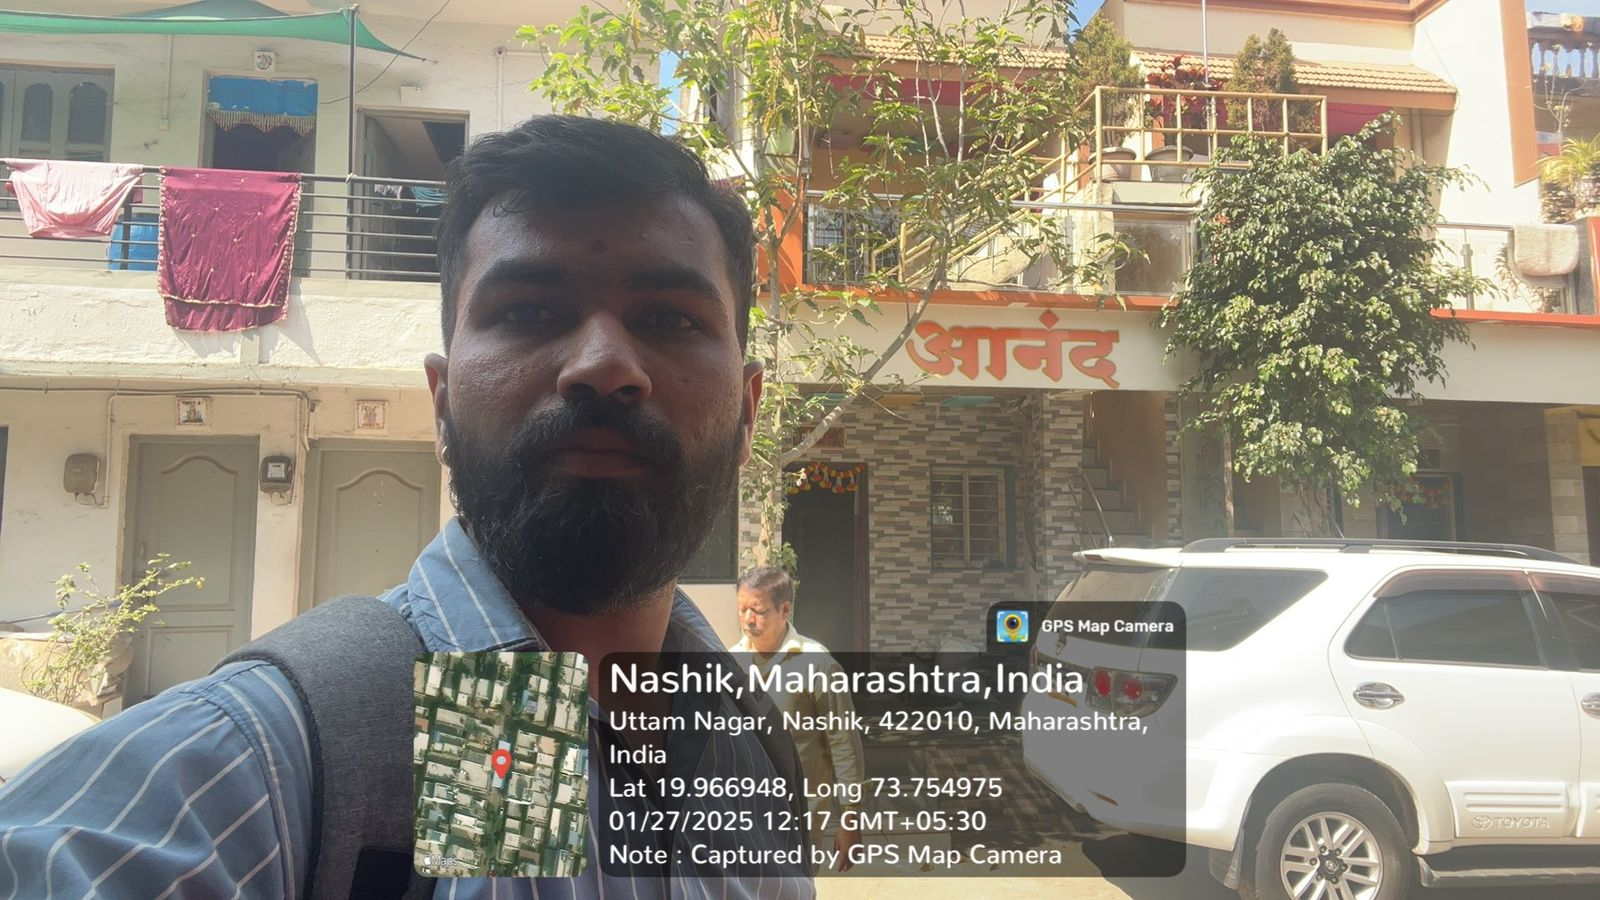 आनंद
GPS Map Camera
Nashik,Maharashtra,India
Uttam Nagar, Nashik, 422010, Maharashtra,
India
Lat 19.966948, Long 73.754975
01/27/2025 12:17 GMT+05:30
Note : Captured by GPS Map Camera
Maps
TOYOTA